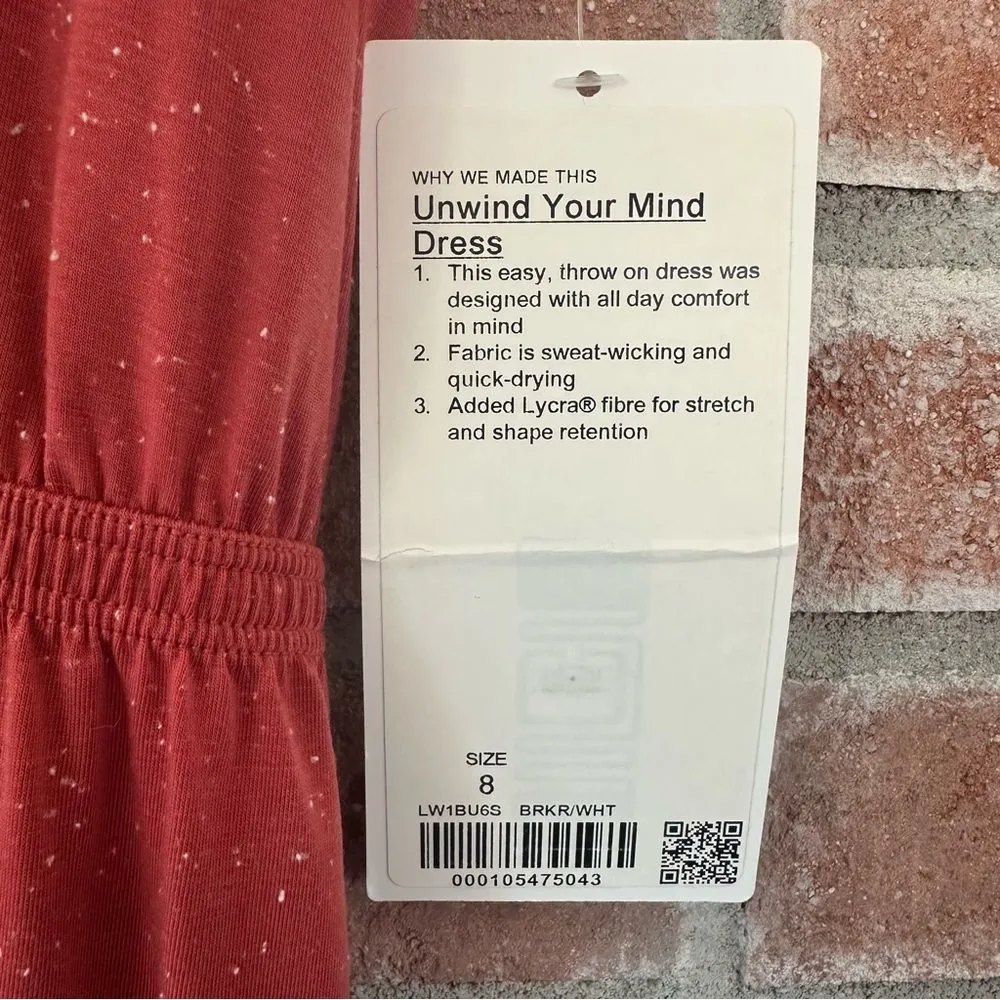 WHY WE MADE THIS
Unwind Your Mind
Dress
1. This easy, throw on dress was
designed with all day comfort
in mind
2. Fabric is sweat-wicking and
quick-drying
3. Added Lycra® fibre for stretch
and shape retention
SIZE
8
LW1BU6S BRKR/WHT
000105475043